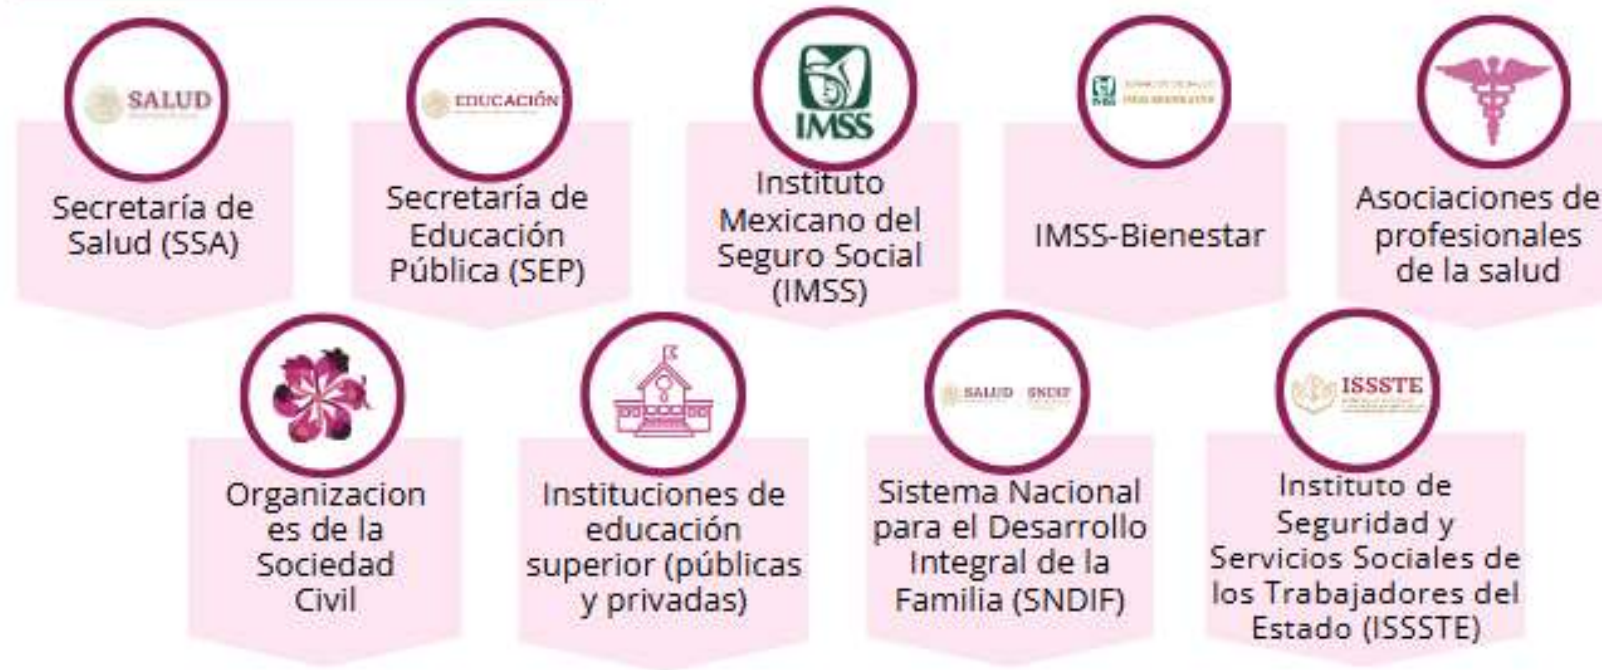 SALUD
Secretaría de
Salud (SSA)
EDUCACIÓN
Secretaría de
Educación
Pública (SEP)
IMSS
Instituto
Mexicano del
Seguro Social
(IMSS)
IMSS
IMSS-Bienestar
Asociaciones de
profesionales
de la salud
Organizacion
es de la
Sociedad
Civil
Instituciones de
educación
superior (públicas
y privadas)
SALUD SNDIF
Sistema Nacional
para el Desarrollo
Integral de la
Familia (SNDIF)
ISSSTE
Instituto de
Seguridad y
Servicios Sociales de
los Trabajadores del
Estado (ISSSTE)